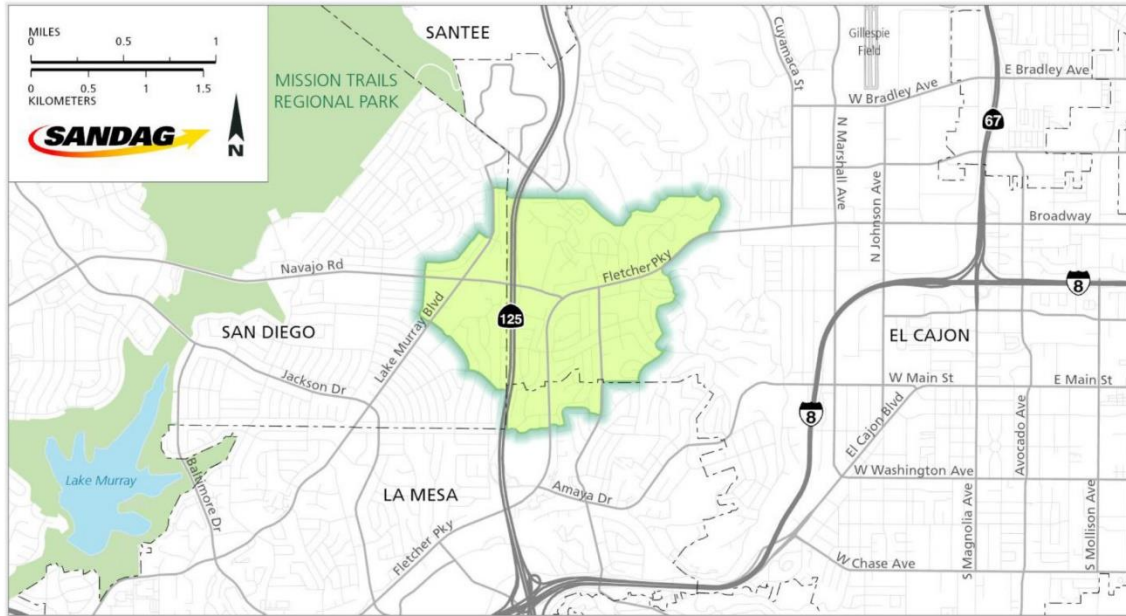 MILES
0 0.5 1
0 0.5 1 1.5
KILOMETERS
SANDAG
N
SANTEE
MISSION TRAILS
REGIONAL PARK
Gillespie
Field
Cuyamaca St
E Bradley Ave
W Bradley Ave
67
N Marshall Ave
N Johnson Ave
Broadway
Navajo Rd
Fletcher Pky
8
125
Lake Murray Blvd
SAN DIEGO
EL CAJON
Jackson Dr
W Main St
E Main St
8
El Cajon Blvd
Avocado Ave
Lake Murray
Baltimore Dr
W Washington Ave
LA MESA
Amaya Dr
Fletcher Pky
S Magnolia Ave
S Mollison Ave
W Chase Ave